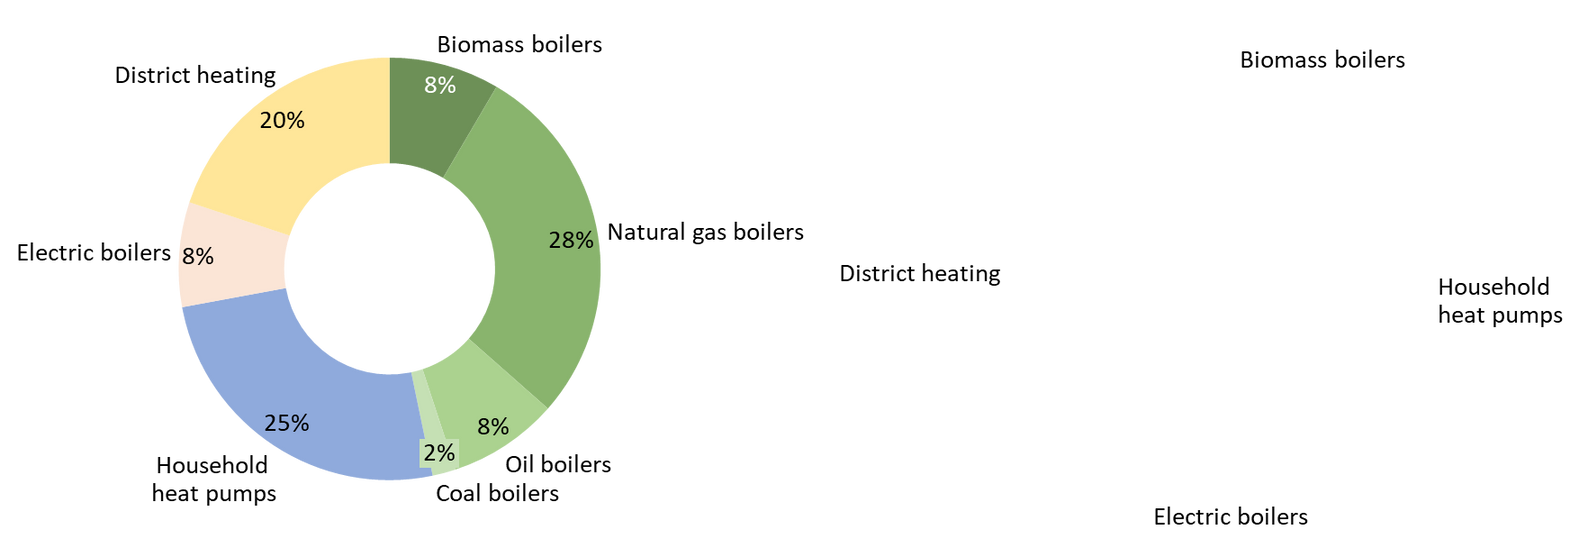 Biomass boilers
8%
Natural gas boilers
28%
Oil boilers
8%
Coal boilers
2%
Household
heat pumps
25%
Electric boilers
8%
District heating
20%
Biomass boilers
Household
heat pumps
Electric boilers
District heating